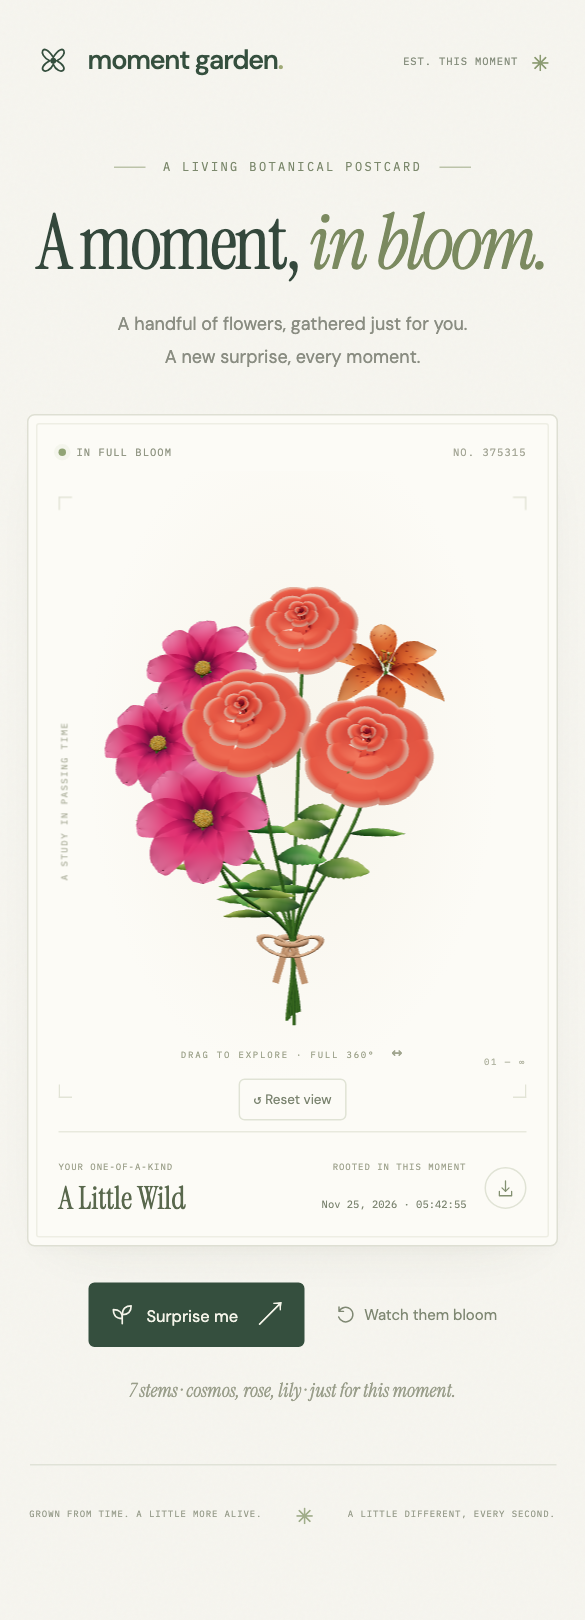 moment garden.
EST. THIS MOMENT
A LIVING BOTANICAL POSTCARD
A moment, in bloom.
A handful of flowers, gathered just for you.
A new surprise, every moment.
IN FULL BLOOM
NO. 375315
A STUDY IN PASSING TIME
DRAG TO EXPLORE · FULL 360° ↔
01 — ∞
↺ Reset view
YOUR ONE-OF-A-KIND
A Little Wild
ROOTED IN THIS MOMENT
Nov 25, 2026 · 05:42:55
Surprise me
Watch them bloom
7 stems · cosmos, rose, lily · just for this moment.
GROWN FROM TIME. A LITTLE MORE ALIVE.
A LITTLE DIFFERENT, EVERY SECOND.